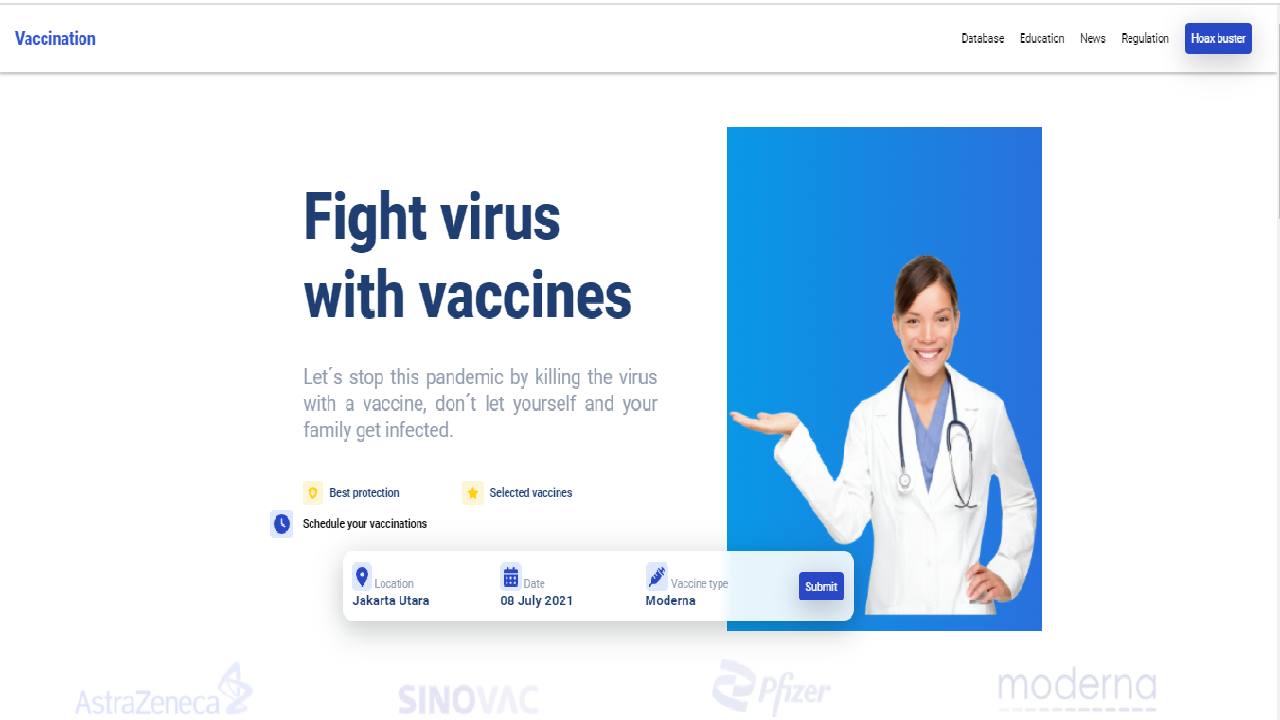 Vaccination
Database Education News Regulation Hoax buster
Fight virus
with vaccines
Let´s stop this pandemic by killing the virus
with a vaccine, don´t let yourself and your
family get infected.
Best protection Selected vaccines
Schedule your vaccinations
Location Date Vaccine type Submit
Jakarta Utara 08 July 2021 Moderna
AstraZeneca SINOVAC Pfizer moderna